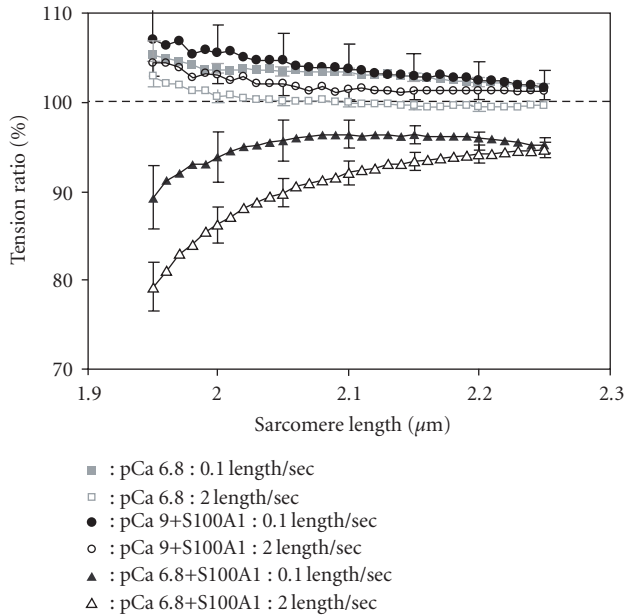 110
100
90
80
70
Tension ratio (%)
1.9 2 2.1 2.2 2.3
Sarcomere length (μm)
: pCa 6.8 : 0.1 length/sec
: pCa 6.8 : 2 length/sec
: pCa 9+S100A1 : 0.1 length/sec
: pCa 9+S100A1 : 2 length/sec
: pCa 6.8+S100A1 : 0.1 length/sec
: pCa 6.8+S100A1 : 2 length/sec